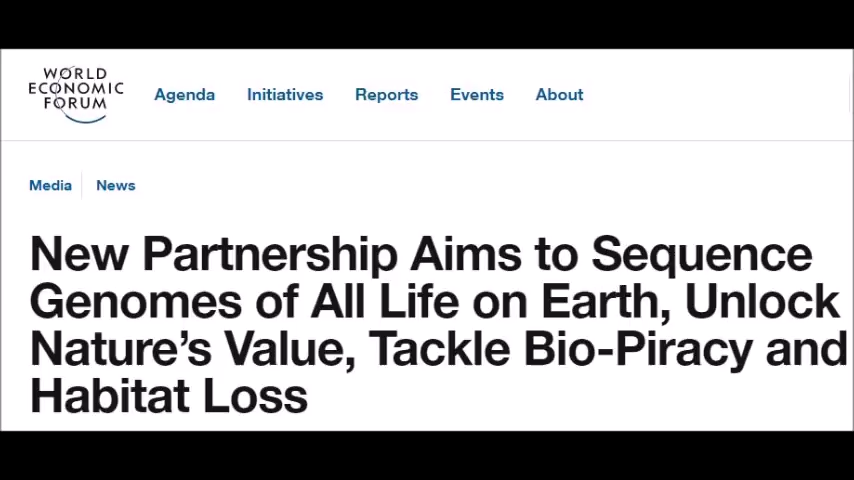 WORLD
ECONOMIC
FORUM
Agenda Initiatives Reports Events About
Media News
New Partnership Aims to Sequence
Genomes of All Life on Earth, Unlock
Nature's Value, Tackle Bio-Piracy and
Habitat Loss